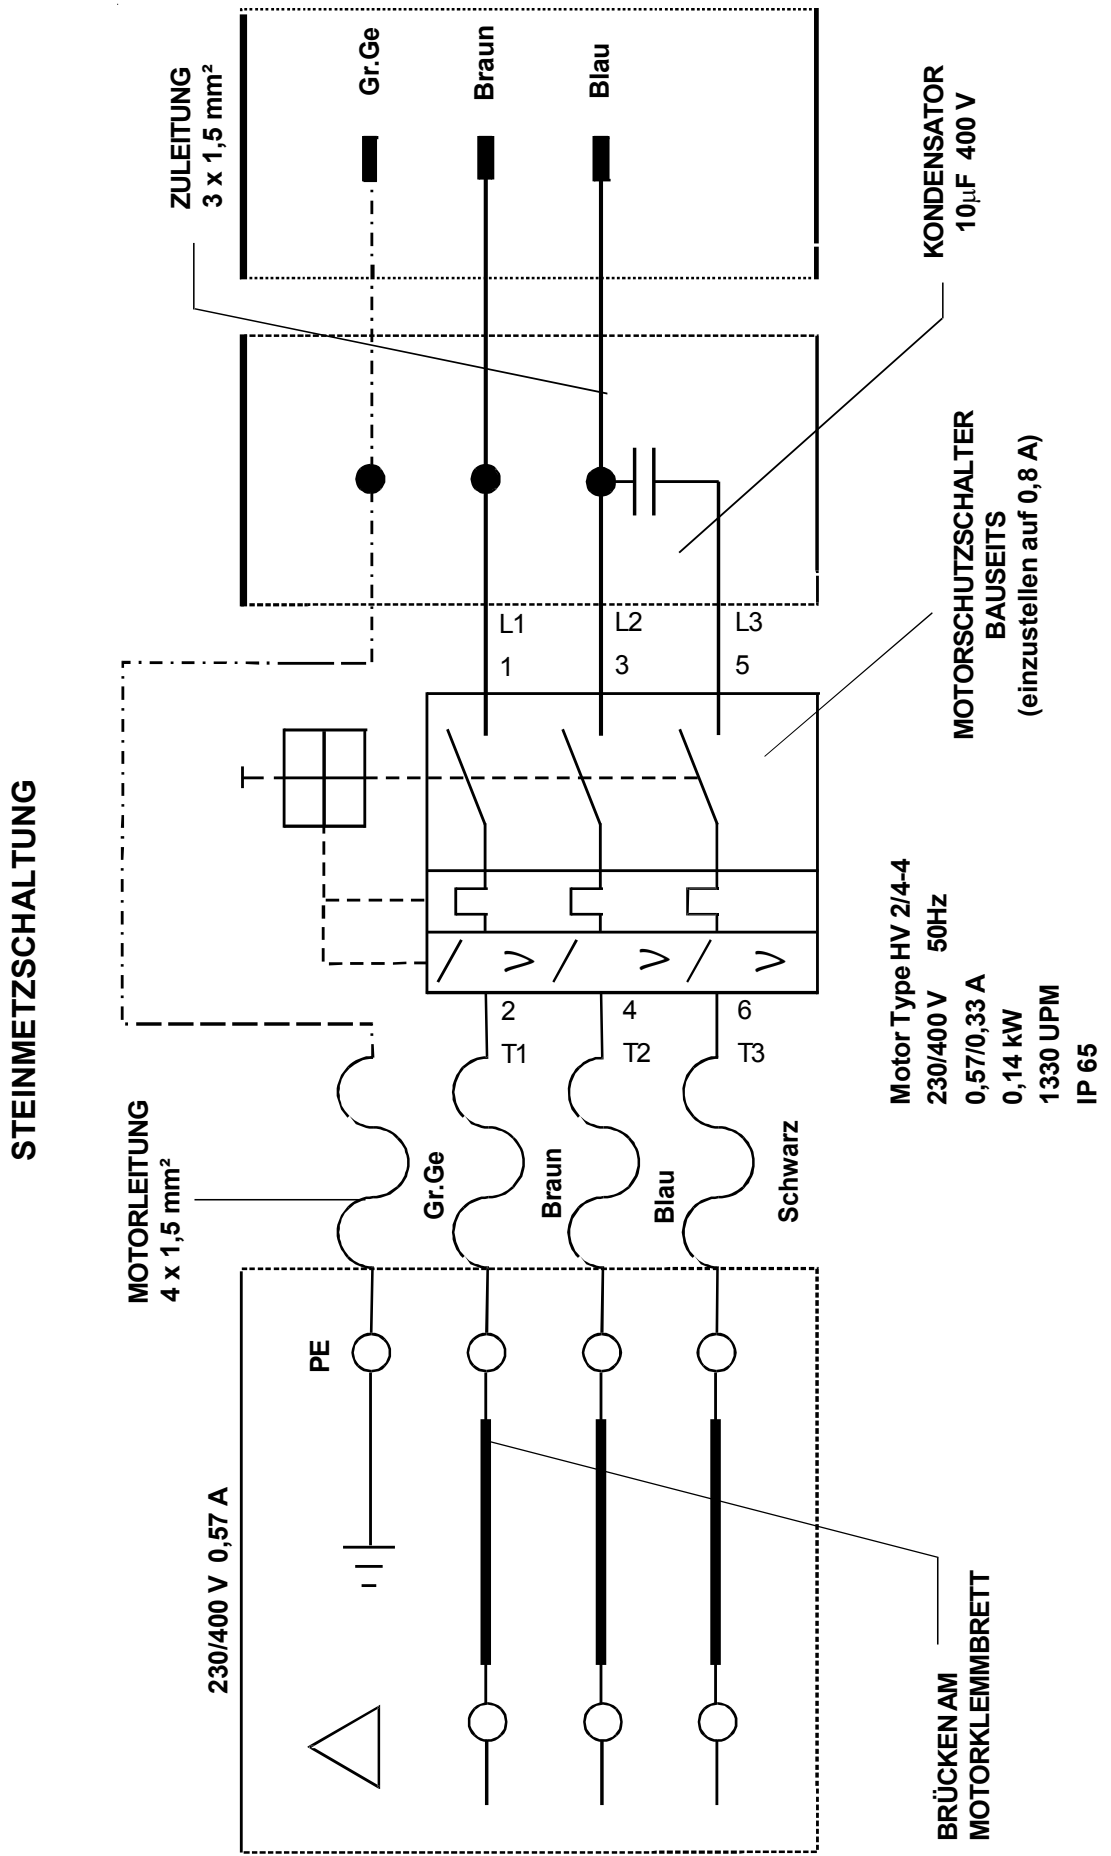 STEINMETZSCHALTUNG
MOTORLEITUNG
4 x 1,5 mm²
ZULEITUNG
3 x 1,5 mm²
230/400 V 0,57 A
PE
Gr.Ge
Braun
Blau
Schwarz
2
T1
4
T2
6
T3
L1
1
L2
3
L3
5
Gr.Ge
Braun
Blau
BRÜCKEN AM
MOTORKLEMMBRETT
Motor Type HV 2/4-4
230/400 V 50Hz
0,57/0,33 A
0,14 kW
1330 UPM
IP 65
MOTORSCHUTZSCHALTER
BAUSEITS
(einzustellen auf 0,8 A)
KONDENSATOR
10µF 400 V